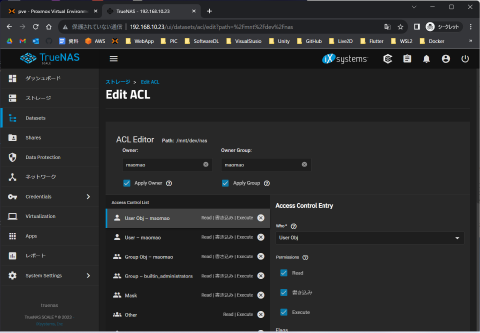 pve - Proxmox Virtual Environm
TrueNAS - 192.168.10.23
保護されていない通信 | 192.168.10.23/ui/datasets/acl/edit?path=%2Fmnt%2Fdev%2Fnas
シークレット
資料 AWS WebApp PIC SoftwareDL VisualStusio Unity GitHub Live2D Flutter WSL2 Docker
TrueNAS
iXsystems
ダッシュボード
ストレージ
Datasets
Shares
Data Protection
ネットワーク
Credentials
Virtualization
Apps
レポート
System Settings
truenas
TrueNAS SCALE ® © 2023
ストレージ > Edit ACL
Edit ACL
ACL Editor Path: /mnt/dev/nas
Owner: Owner Group:
maomao maomao
Apply Owner Apply Group
Access Control List
User Obj – maomao Read | 書き込み | Execute
User – maomao Read | 書き込み | Execute
Group Obj – maomao Read | 書き込み | Execute
Group – builtin_administrators Read | 書き込み | Execute
Mask Read | 書き込み | Execute
Other Read | Execute
Access Control Entry
Who *
User Obj
Permissions
Read
書き込み
Execute
Flags